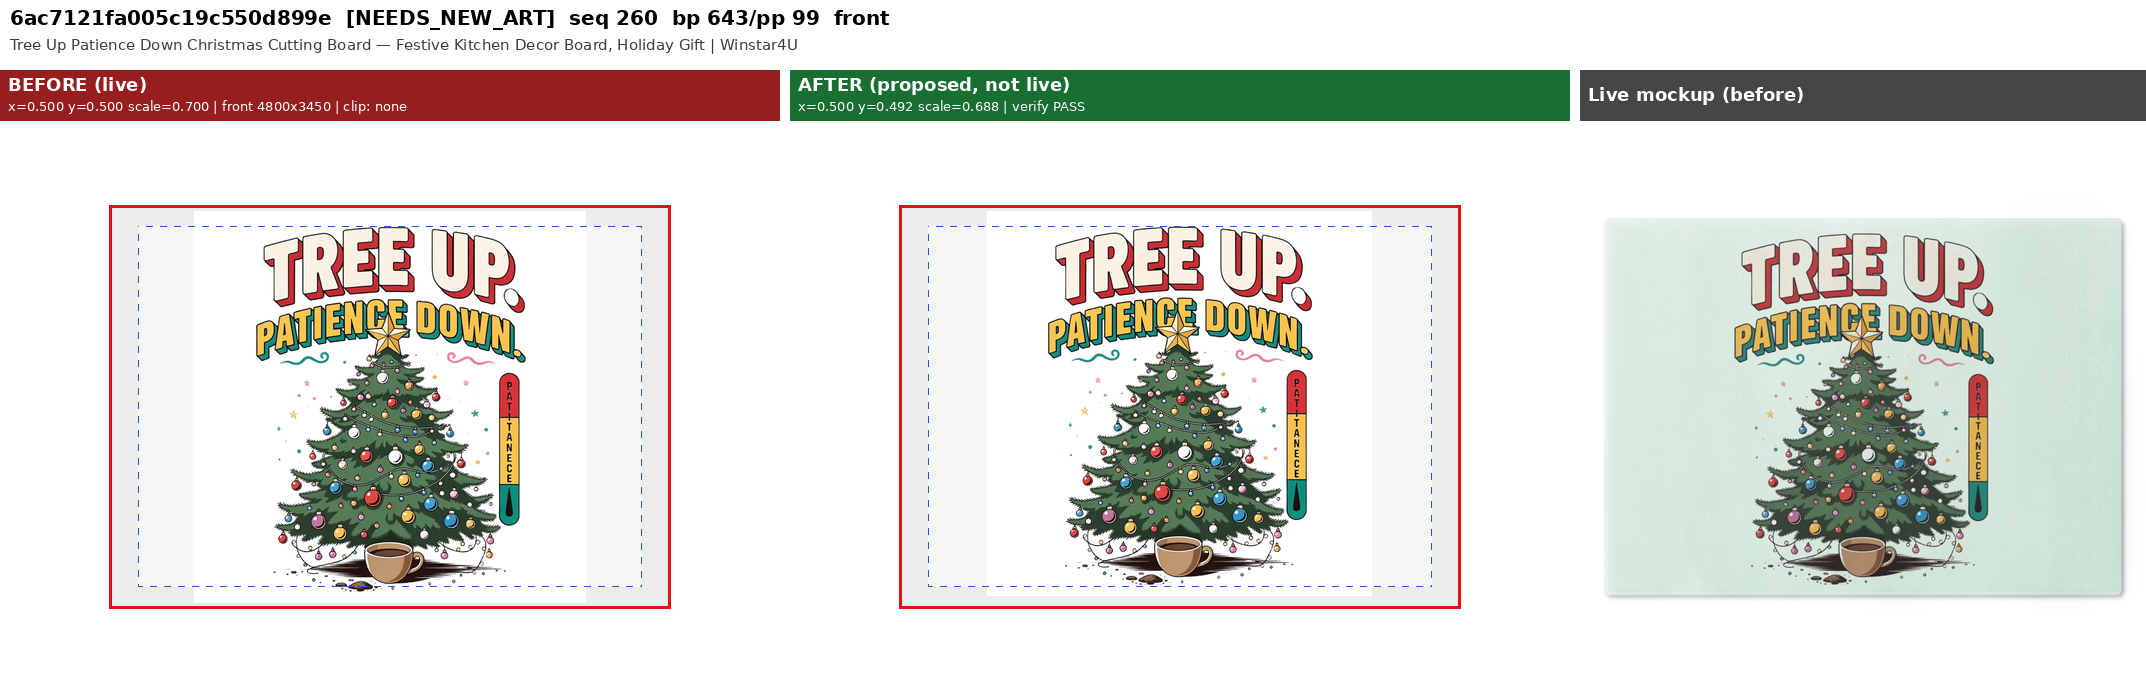 6ac7121fa005c19c550d899e [NEEDS_NEW_ART] seq 260 bp 643/pp 99 front
Tree Up Patience Down Christmas Cutting Board — Festive Kitchen Decor Board, Holiday Gift | Winstar4U
BEFORE (live)
x=0.500 y=0.500 scale=0.700 | front 4800x3450 | clip: none
TREE UP.
PATIENCE DOWN.
PATITANECE
AFTER (proposed, not live)
x=0.500 y=0.492 scale=0.688 | verify PASS
TREE UP.
PATIENCE DOWN.
PATITANECE
Live mockup (before)
TREE UP.
PATIENCE DOWN.
PATITANECE